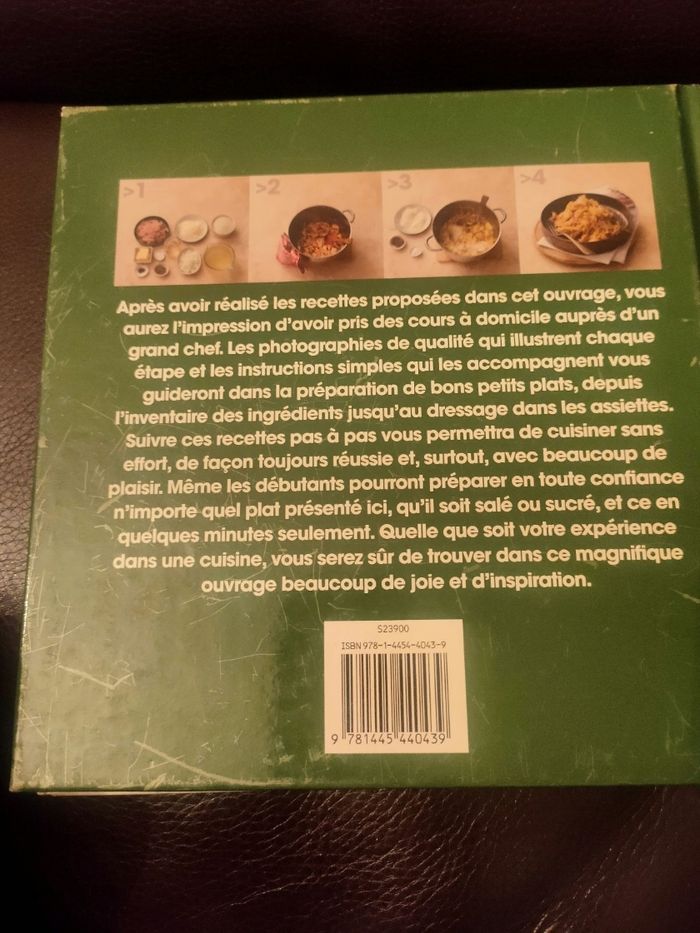 >1 >2 >3 >4
Après avoir réalisé les recettes proposées dans cet ouvrage, vous
aurez l'impression d'avoir pris des cours à domicile auprès d'un
grand chef. Les photographies de qualité qui illustrent chaque
étape et les instructions simples qui les accompagnent vous
guideront dans la préparation de bons petits plats, depuis
l'inventaire des ingrédients jusqu'au dressage dans les assiettes.
Suivre ces recettes pas à pas vous permettra de cuisiner sans
effort, de façon toujours réussie et, surtout, avec beaucoup de
plaisir. Même les débutants pourront préparer en toute confiance
n'importe quel plat présenté ici, qu'il soit salé ou sucré, et ce en
quelques minutes seulement. Quelle que soit votre expérience
dans une cuisine, vous serez sûr de trouver dans ce magnifique
ouvrage beaucoup de joie et d'inspiration.
S23900
ISBN 978-1-4454-4043-9
9 781445 440439